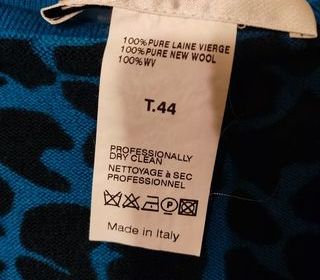 100%PURE LAINE VIERGE
100%PURE NEW WOOL
100%WV
T.44
PROFESSIONALLY
DRY CLEAN
NETTOYAGE à SEC
PROFESSIONNEL
P
Made in Italy